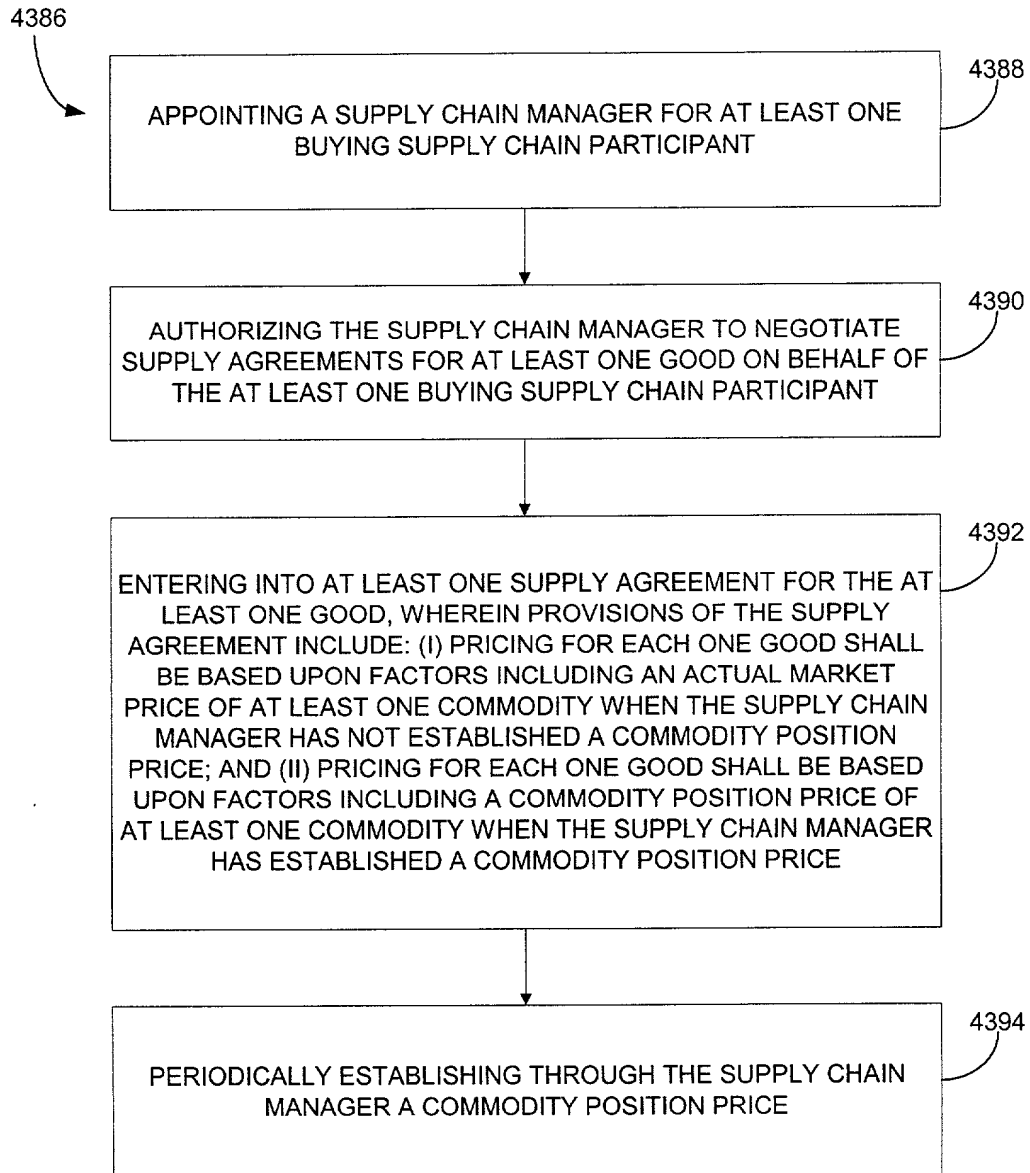 4386
4388
APPOINTING A SUPPLY CHAIN MANAGER FOR AT LEAST ONE
BUYING SUPPLY CHAIN PARTICIPANT
4390
AUTHORIZING THE SUPPLY CHAIN MANAGER TO NEGOTIATE
SUPPLY AGREEMENTS FOR AT LEAST ONE GOOD ON BEHALF OF
THE AT LEAST ONE BUYING SUPPLY CHAIN PARTICIPANT
4392
ENTERING INTO AT LEAST ONE SUPPLY AGREEMENT FOR THE AT
LEAST ONE GOOD, WHEREIN PROVISIONS OF THE SUPPLY
AGREEMENT INCLUDE: (I) PRICING FOR EACH ONE GOOD SHALL
BE BASED UPON FACTORS INCLUDING AN ACTUAL MARKET
PRICE OF AT LEAST ONE COMMODITY WHEN THE SUPPLY CHAIN
MANAGER HAS NOT ESTABLISHED A COMMODITY POSITION
PRICE; AND (II) PRICING FOR EACH ONE GOOD SHALL BE BASED
UPON FACTORS INCLUDING A COMMODITY POSITION PRICE OF
AT LEAST ONE COMMODITY WHEN THE SUPPLY CHAIN MANAGER
HAS ESTABLISHED A COMMODITY POSITION PRICE
4394
PERIODICALLY ESTABLISHING THROUGH THE SUPPLY CHAIN
MANAGER A COMMODITY POSITION PRICE